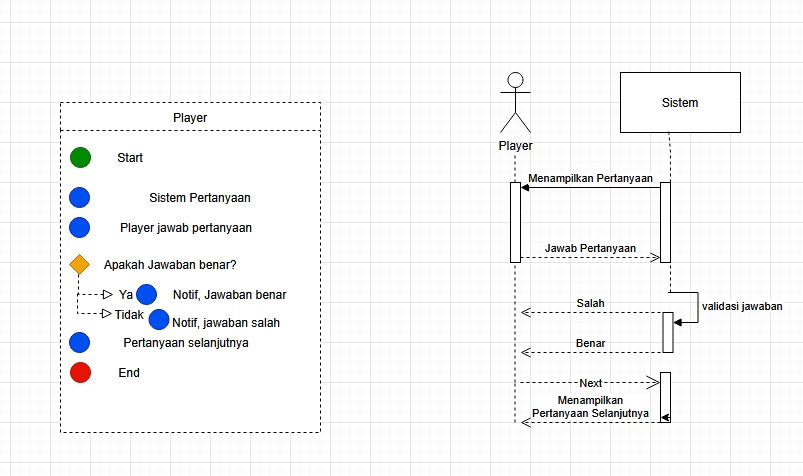 Player
Start
Sistem Pertanyaan
Player jawab pertanyaan
Apakah Jawaban benar?
Ya
Notif, Jawaban benar
Tidak
Notif, jawaban salah
Pertanyaan selanjutnya
End
Sistem
Player
Menampilkan Pertanyaan
Jawab Pertanyaan
Salah
validasi jawaban
Benar
Next
Menampilkan
Pertanyaan Selanjutnya